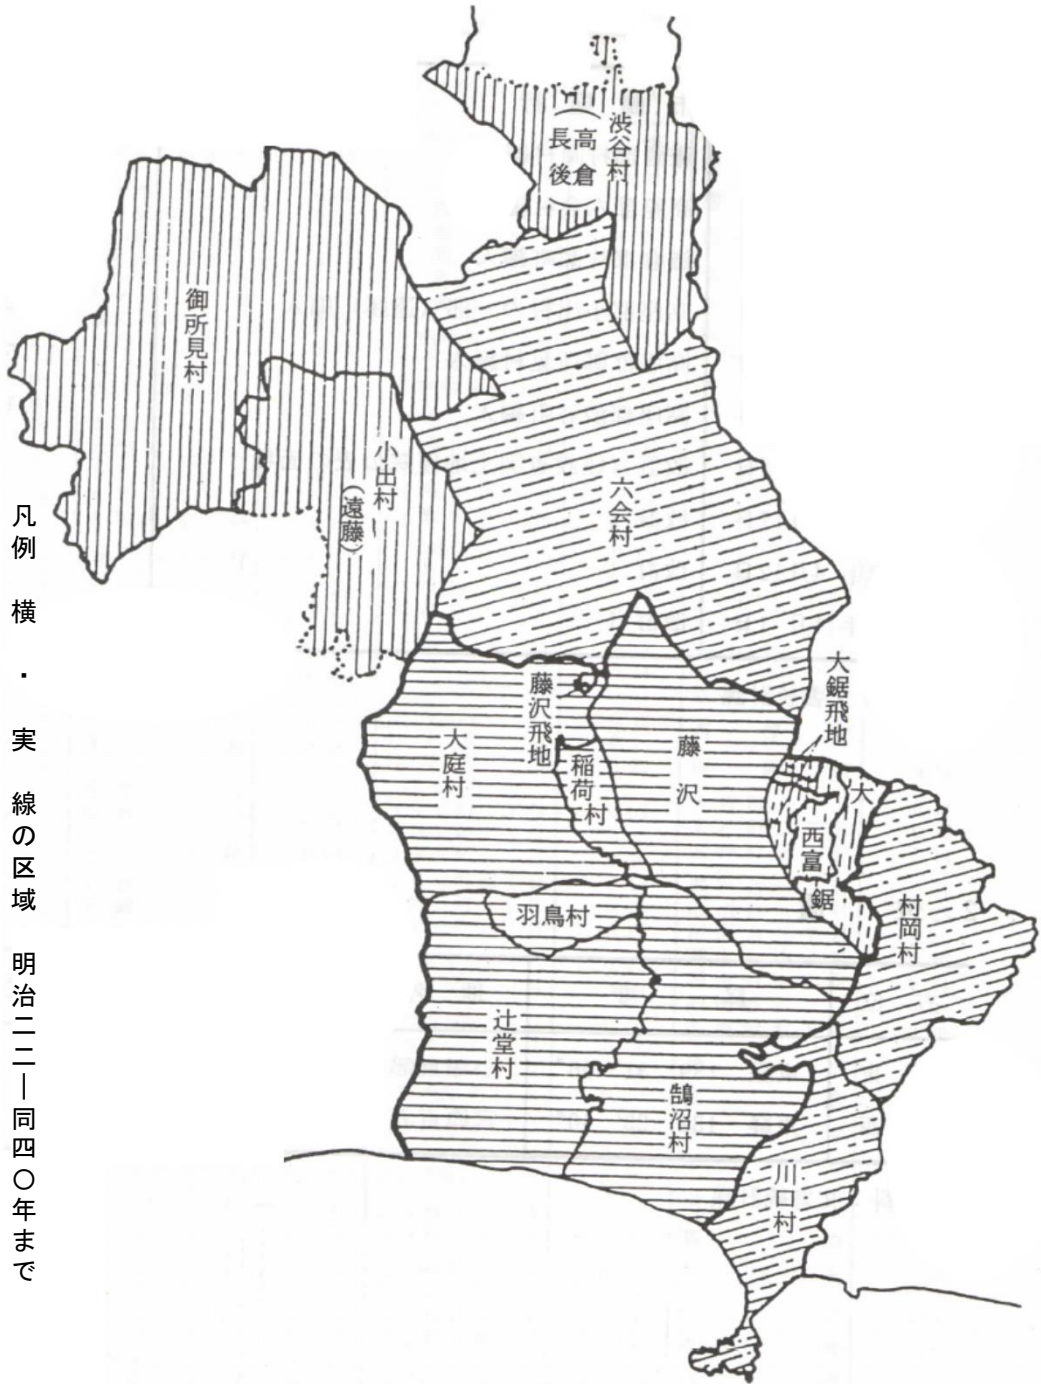 渋谷村
（高倉
長後）
御所見村
小出村
（遠藤）
六会村
大鋸飛地
藤沢飛地
藤沢
大庭村
稲荷村
大鋸
西富
村岡村
羽鳥村
辻堂村
鵠沼村
川口村
凡例 横・実線の区域 明治二二―同四〇年まで